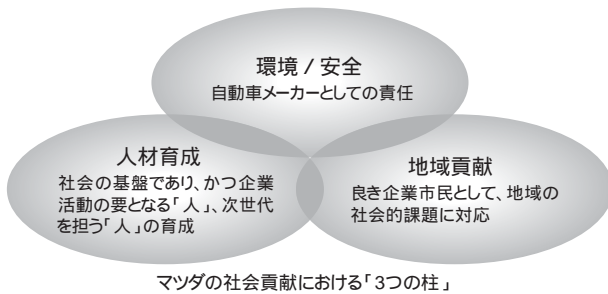 環境 / 安全
自動車メーカーとしての責任
人材育成
社会の基盤であり、かつ企業
活動の要となる「人」、次世代
を担う「人」の育成
地域貢献
良き企業市民として、地域の
社会的課題に対応
マツダの社会貢献における「3つの柱」